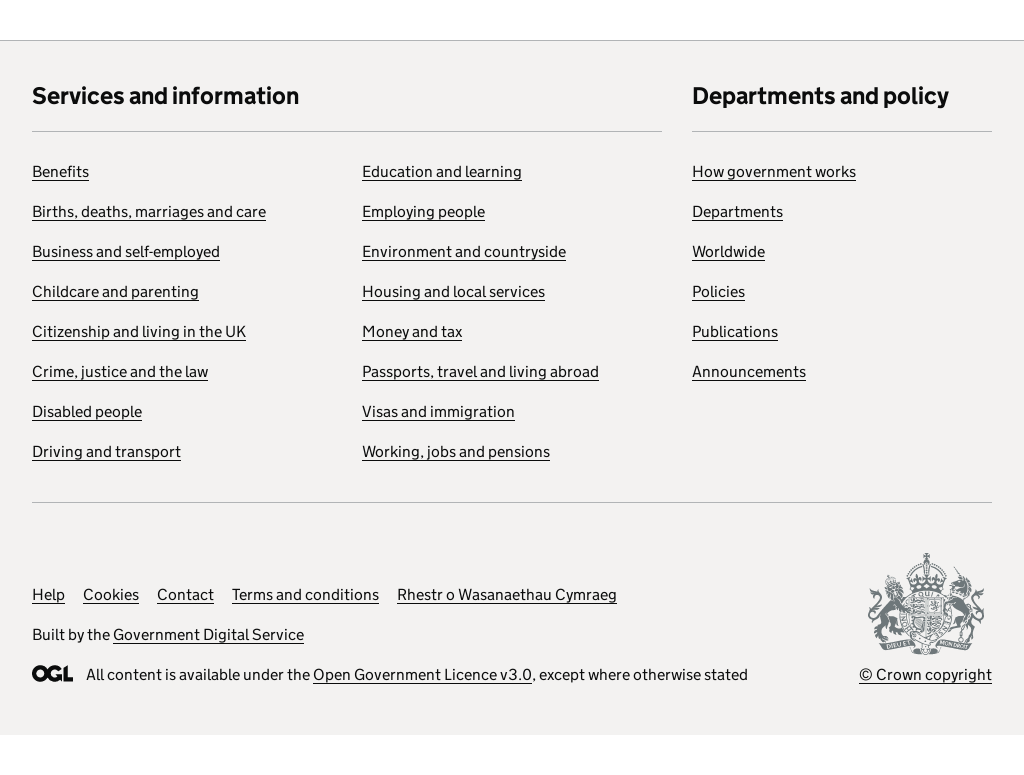 Services and information
Benefits
Births, deaths, marriages and care
Business and self-employed
Childcare and parenting
Citizenship and living in the UK
Crime, justice and the law
Disabled people
Driving and transport
Education and learning
Employing people
Environment and countryside
Housing and local services
Money and tax
Passports, travel and living abroad
Visas and immigration
Working, jobs and pensions
Departments and policy
How government works
Departments
Worldwide
Policies
Publications
Announcements
Help Cookies Contact Terms and conditions Rhestr o Wasanaethau Cymraeg
Built by the Government Digital Service
OGL All content is available under the Open Government Licence v3.0, except where otherwise stated
DIEU ET MON DROIT
© Crown copyright